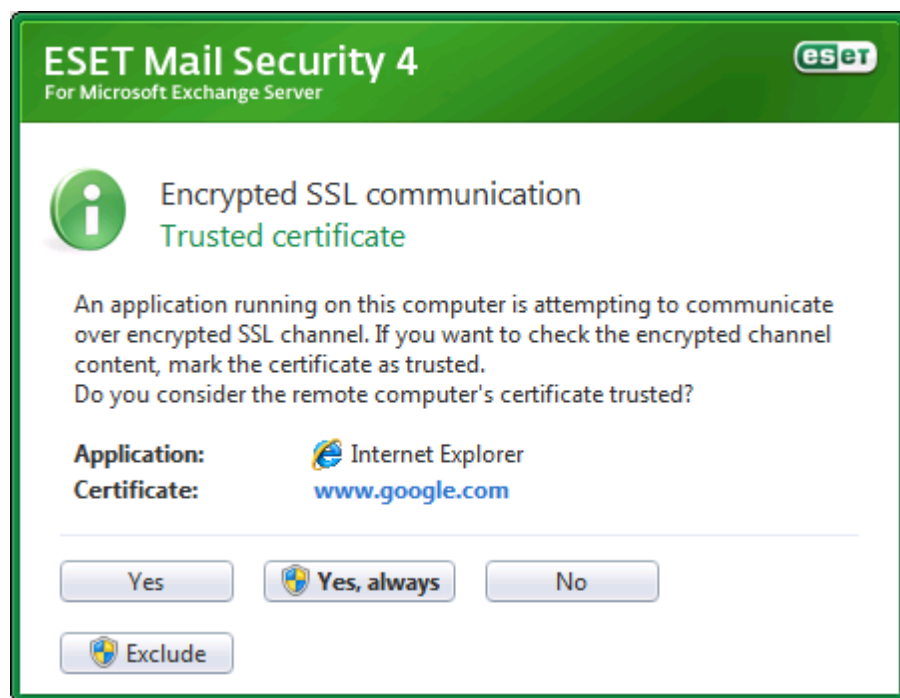 ESET Mail Security 4
eseT
For Microsoft Exchange Server
Encrypted SSL communication
Trusted certificate
An application running on this computer is attempting to communicate
over encrypted SSL channel. If you want to check the encrypted channel
content, mark the certificate as trusted.
Do you consider the remote computer's certificate trusted?
Application: Internet Explorer
Certificate: www.google.com
Yes Yes, always No
Exclude